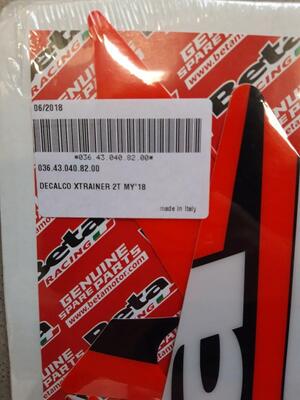 Beta
RACING
GENUINE
SPARE PARTS
www.betamotor.com
Beta
RACING
06/2018
*036.43.040.82.00*
036.43.040.82.00
DECALCO XTRAINER 2T MY'18
made in Italy
GENUINE
SPARE PARTS
www.betamotor.com
Beta
RACING
GENUINE
SPARE PARTS
www.betamotor.com
Beta